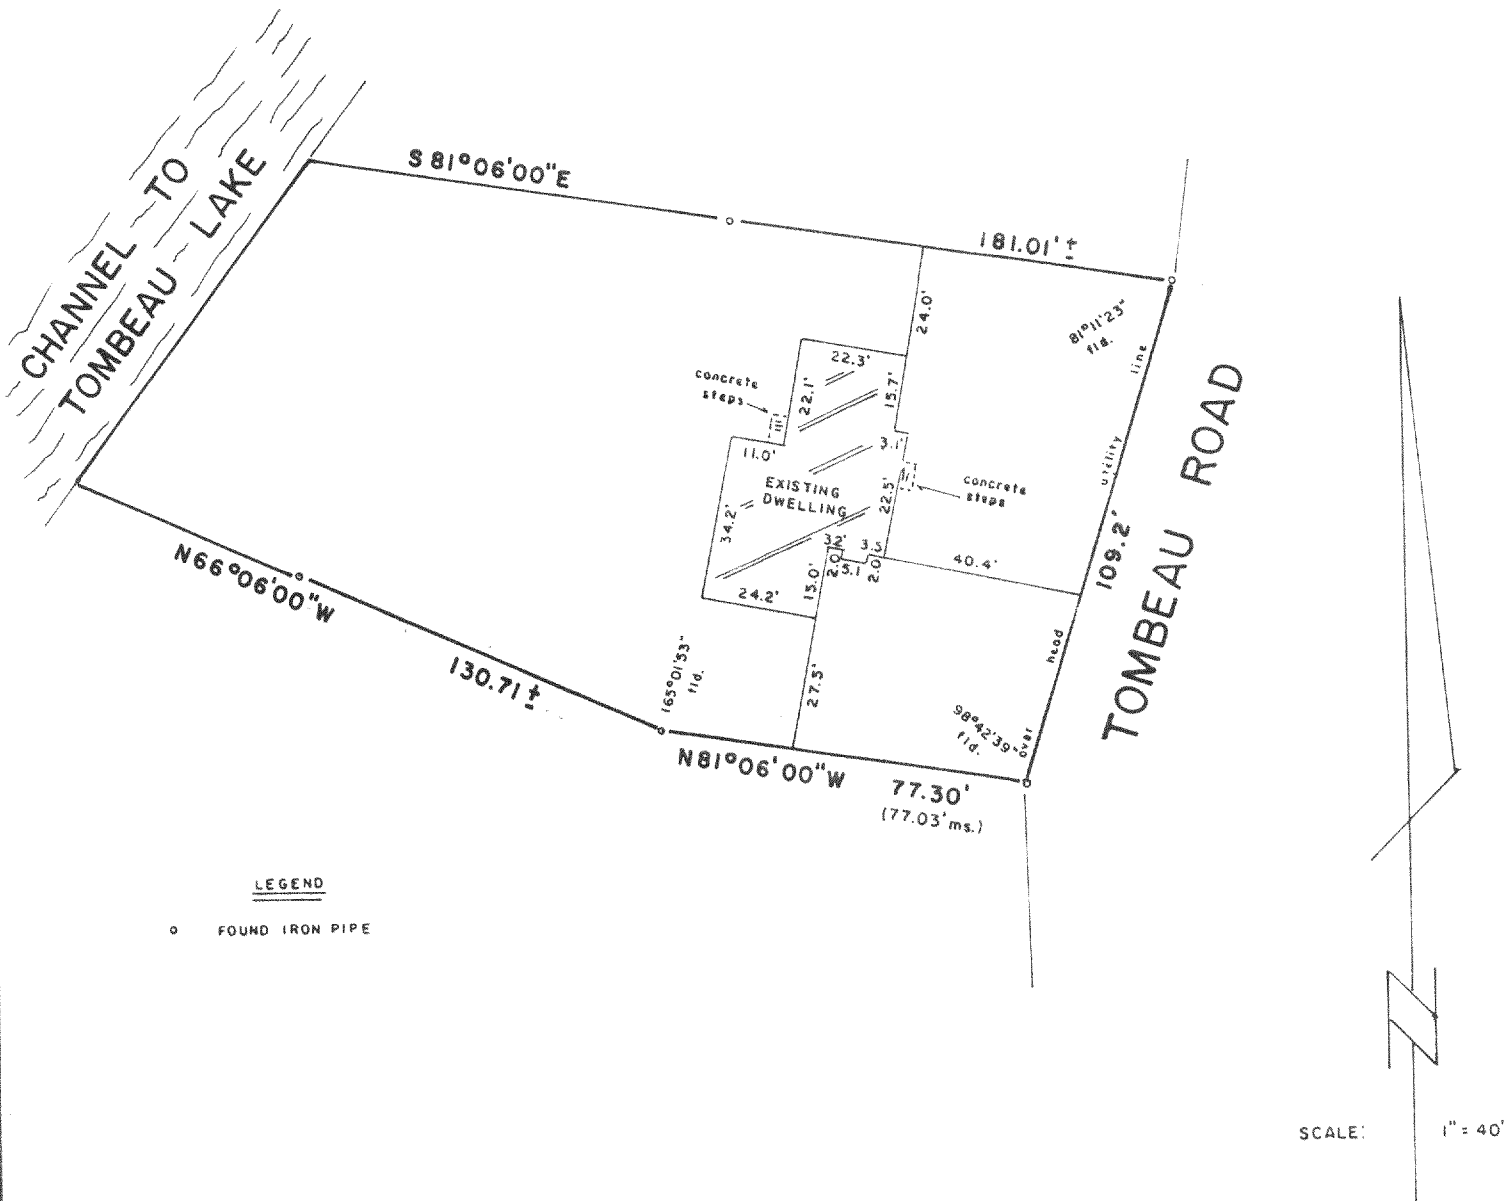 CHANNEL TO
TOMBEAU LAKE
S 81°06'00"E
181.01' ±
81°11'23"
fld.
24.0'
22.3'
22.1'
15.7'
concrete
steps
3.1'
11.0'
EXISTING
DWELLING
22.5'
concrete
steps
34.2'
3.2'
3.5
2.0
5.1
2.0
40.4'
15.0'
24.2'
27.5'
line
utility
head
over
109.2'
TOMBEAU ROAD
N66°06'00"W
130.71 ±
165°01'53"
fld.
98°42'39"
fld.
N81°06'00"W
77.30'
(77.03' ms.)
LEGEND
o FOUND IRON PIPE
N
SCALE: 1" = 40'